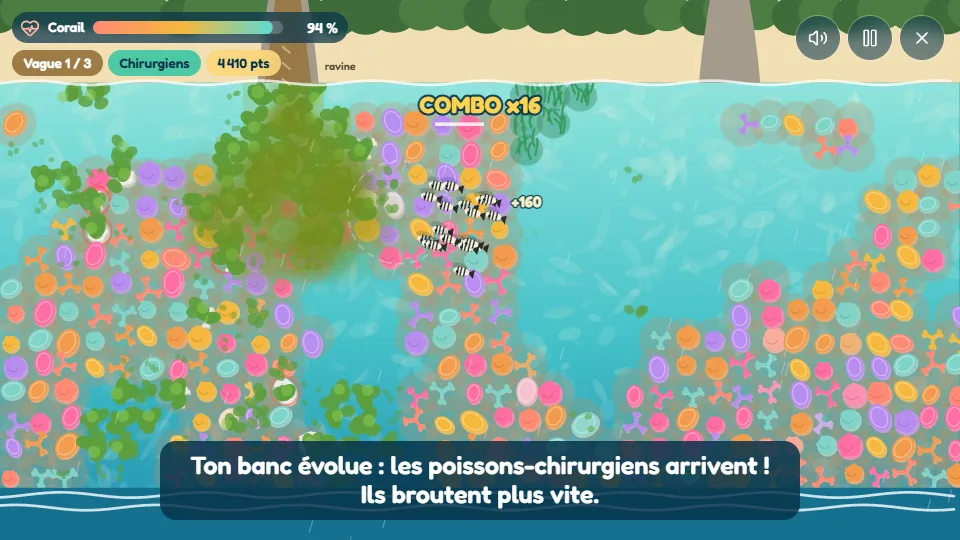 Corail 94 %
Vague 1 / 3 Chirurgiens 4 410 pts
ravine
COMBO x16
+160
Ton banc évolue : les poissons-chirurgiens arrivent !
Ils broutent plus vite.